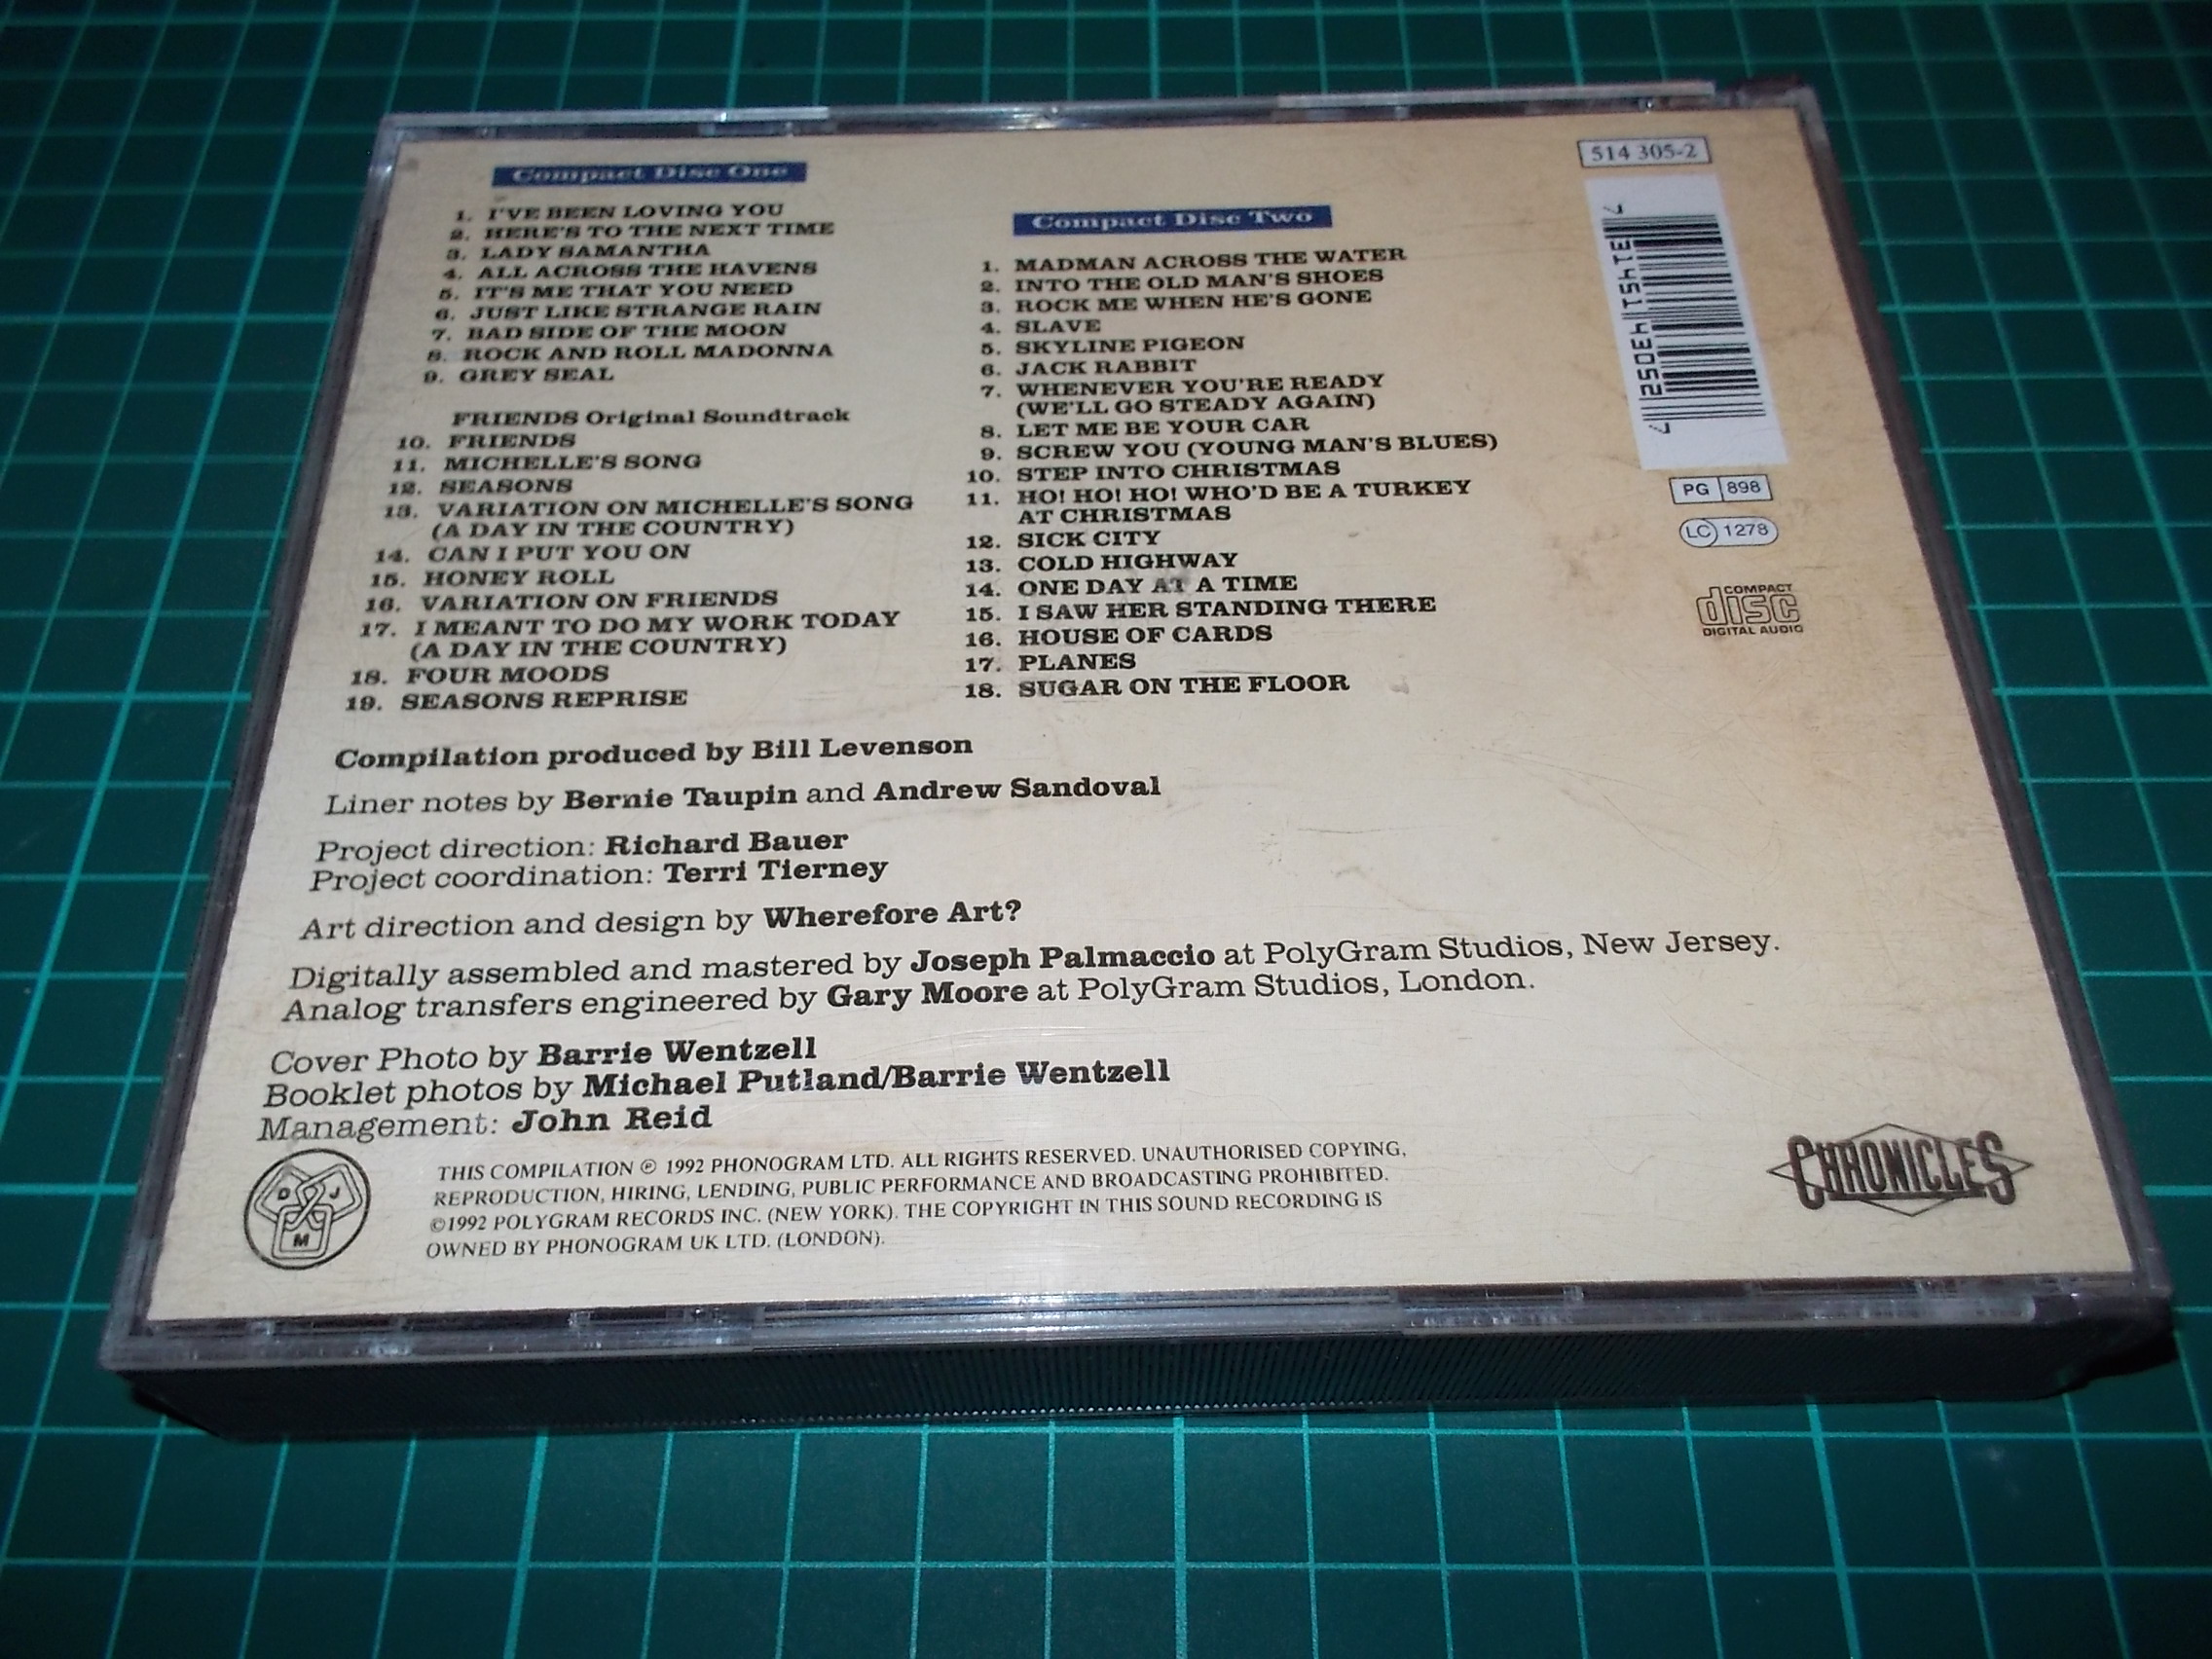 Compact Disc One
1. I'VE BEEN LOVING YOU
2. HERE'S TO THE NEXT TIME
3. LADY SAMANTHA
4. ALL ACROSS THE HAVENS
5. IT'S ME THAT YOU NEED
6. JUST LIKE STRANGE RAIN
7. BAD SIDE OF THE MOON
8. ROCK AND ROLL MADONNA
9. GREY SEAL
FRIENDS Original Soundtrack
10. FRIENDS
11. MICHELLE'S SONG
12. SEASONS
13. VARIATION ON MICHELLE'S SONG
(A DAY IN THE COUNTRY)
14. CAN I PUT YOU ON
15. HONEY ROLL
16. VARIATION ON FRIENDS
17. I MEANT TO DO MY WORK TODAY
(A DAY IN THE COUNTRY)
18. FOUR MOODS
19. SEASONS REPRISE
Compact Disc Two
1. MADMAN ACROSS THE WATER
2. INTO THE OLD MAN'S SHOES
3. ROCK ME WHEN HE'S GONE
4. SLAVE
5. SKYLINE PIGEON
6. JACK RABBIT
7. WHENEVER YOU'RE READY
(WE'LL GO STEADY AGAIN)
8. LET ME BE YOUR CAR
9. SCREW YOU (YOUNG MAN'S BLUES)
10. STEP INTO CHRISTMAS
11. HO! HO! HO! WHO'D BE A TURKEY
AT CHRISTMAS
12. SICK CITY
13. COLD HIGHWAY
14. ONE DAY AT A TIME
15. I SAW HER STANDING THERE
16. HOUSE OF CARDS
17. PLANES
18. SUGAR ON THE FLOOR
514 305-2
7 31451 43052 7
PG 898
LC 1278
COMPACT
disc
DIGITAL AUDIO
Compilation produced by Bill Levenson
Liner notes by Bernie Taupin and Andrew Sandoval
Project direction: Richard Bauer
Project coordination: Terri Tierney
Art direction and design by Wherefore Art?
Digitally assembled and mastered by Joseph Palmaccio at PolyGram Studios, New Jersey.
Analog transfers engineered by Gary Moore at PolyGram Studios, London.
Cover Photo by Barrie Wentzell
Booklet photos by Michael Putland/Barrie Wentzell
Management: John Reid
D J M
THIS COMPILATION ℗ 1992 PHONOGRAM LTD. ALL RIGHTS RESERVED. UNAUTHORISED COPYING,
REPRODUCTION, HIRING, LENDING, PUBLIC PERFORMANCE AND BROADCASTING PROHIBITED.
©1992 POLYGRAM RECORDS INC. (NEW YORK). THE COPYRIGHT IN THIS SOUND RECORDING IS
OWNED BY PHONOGRAM UK LTD. (LONDON).
CHRONICLES